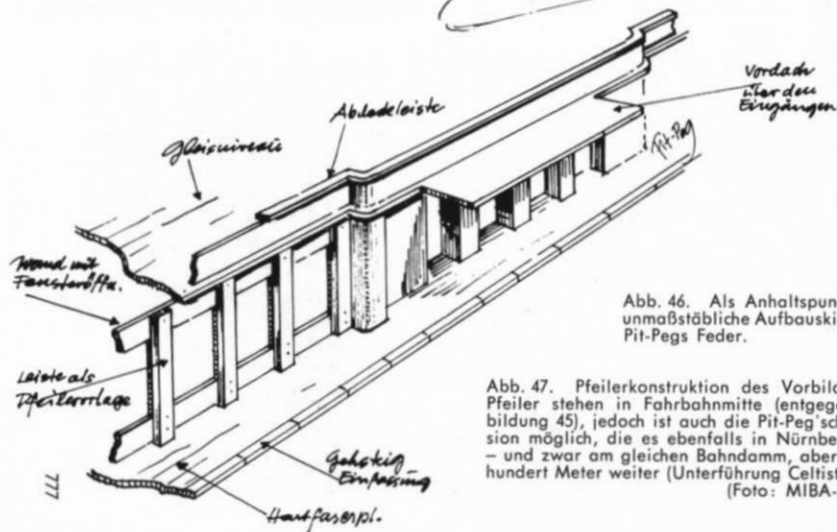 Vordach
über den
Eingängen
Abdeckleiste
Gleisniveau
Pit-Peg
Wand mit
Fensteröffn.
Abb. 46. Als Anhaltspun
unmaßstäbliche Aufbauski
Pit-Pegs Feder.
Leiste als
Pfeilervorlage
Abb. 47. Pfeilerkonstruktion des Vorbild
Pfeiler stehen in Fahrbahnmitte (entgeg
bildung 45), jedoch ist auch die Pit-Peg'sch
sion möglich, die es ebenfalls in Nürnbe
– und zwar am gleichen Bahndamm, aber
hundert Meter weiter (Unterführung Celtist
(Foto: MIBA-
Gehsteig
Einfassung
777
Hartfaserpl.